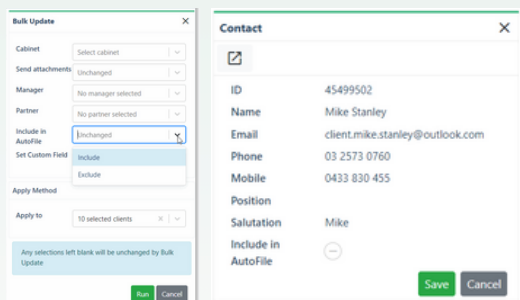 Bulk Update
Cabinet
Select cabinet
Send attachments
Unchanged
Manager
No manager selected
Partner
No partner selected
Include in
AutoFile
Unchanged
Include
Exclude
Set Custom Field
Apply Method
Apply to
10 selected clients
Any selections left blank will be unchanged by Bulk
Update
Run
Cancel
Contact
ID
45499502
Name
Mike Stanley
Email
client.mike.stanley@outlook.com
Phone
03 2573 0760
Mobile
0433 830 455
Position
Salutation
Mike
Include in
AutoFile
Save
Cancel